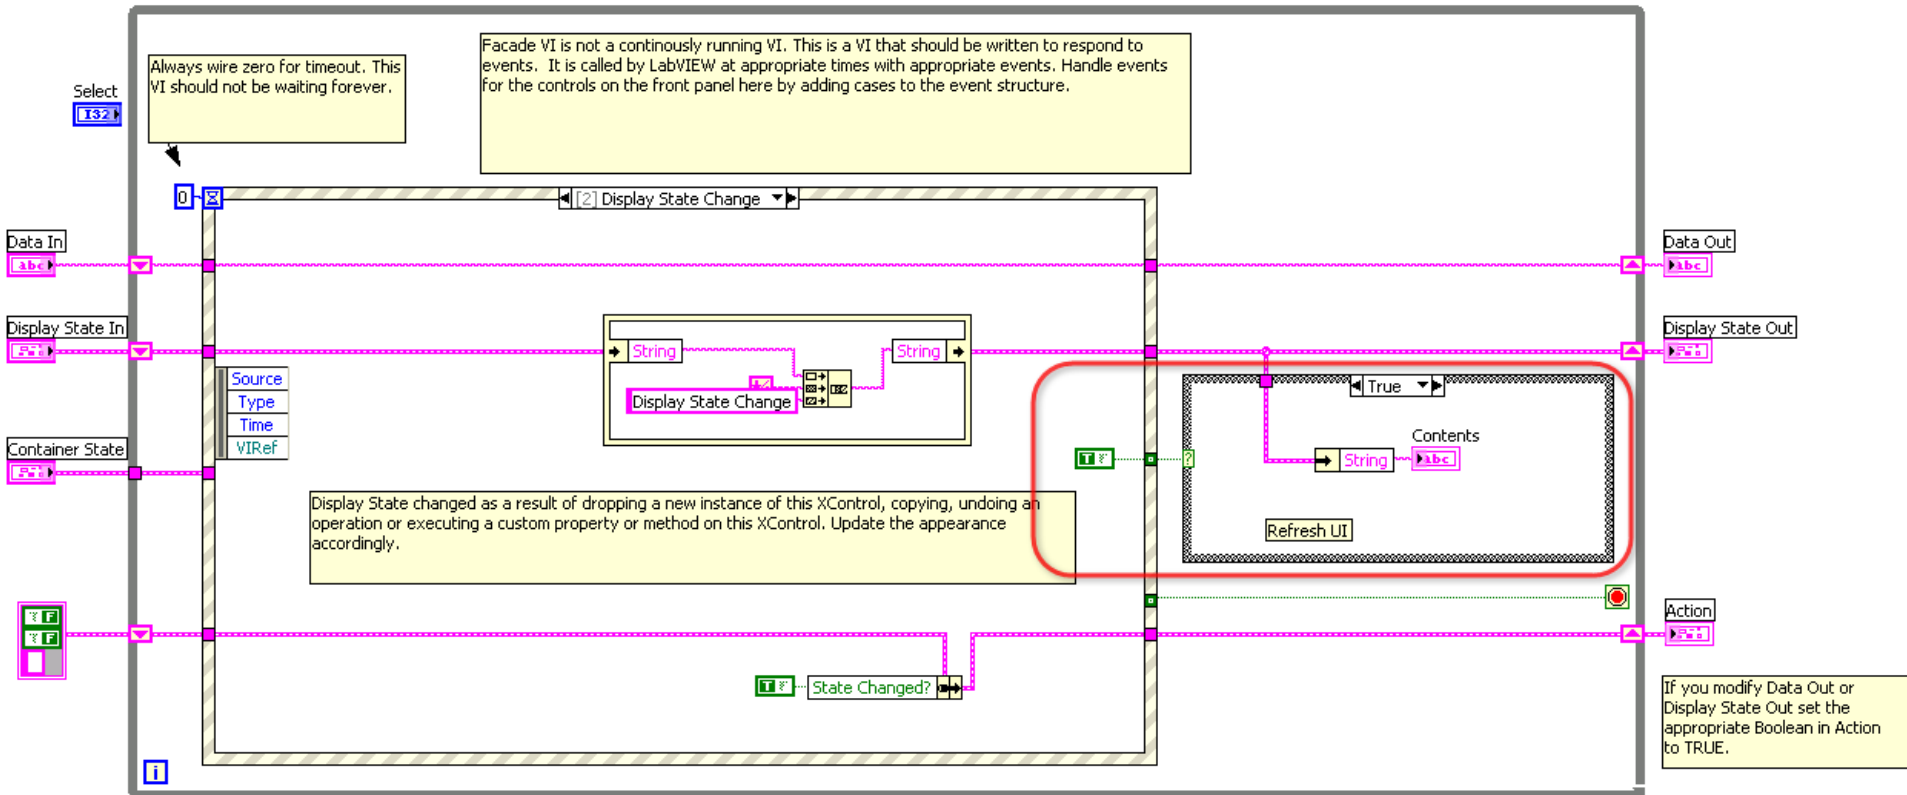 Always wire zero for timeout. This
VI should not be waiting forever.
Facade VI is not a continously running VI. This is a VI that should be written to respond to
events.  It is called by LabVIEW at appropriate times with appropriate events. Handle events
for the controls on the front panel here by adding cases to the event structure.
Select
I32
0
[2] Display State Change
Data In
abc
Data Out
abc
Display State In
Display State Out
String
String
Display State Change
Source
Type
Time
VIRef
Container State
True
Contents
String
abc
T
?
Refresh UI
Display State changed as a result of dropping a new instance of this XControl, copying, undoing an
operation or executing a custom property or method on this XControl. Update the appearance
accordingly.
F
F
Action
T
State Changed?
If you modify Data Out or
Display State Out set the
appropriate Boolean in Action
to TRUE.
i